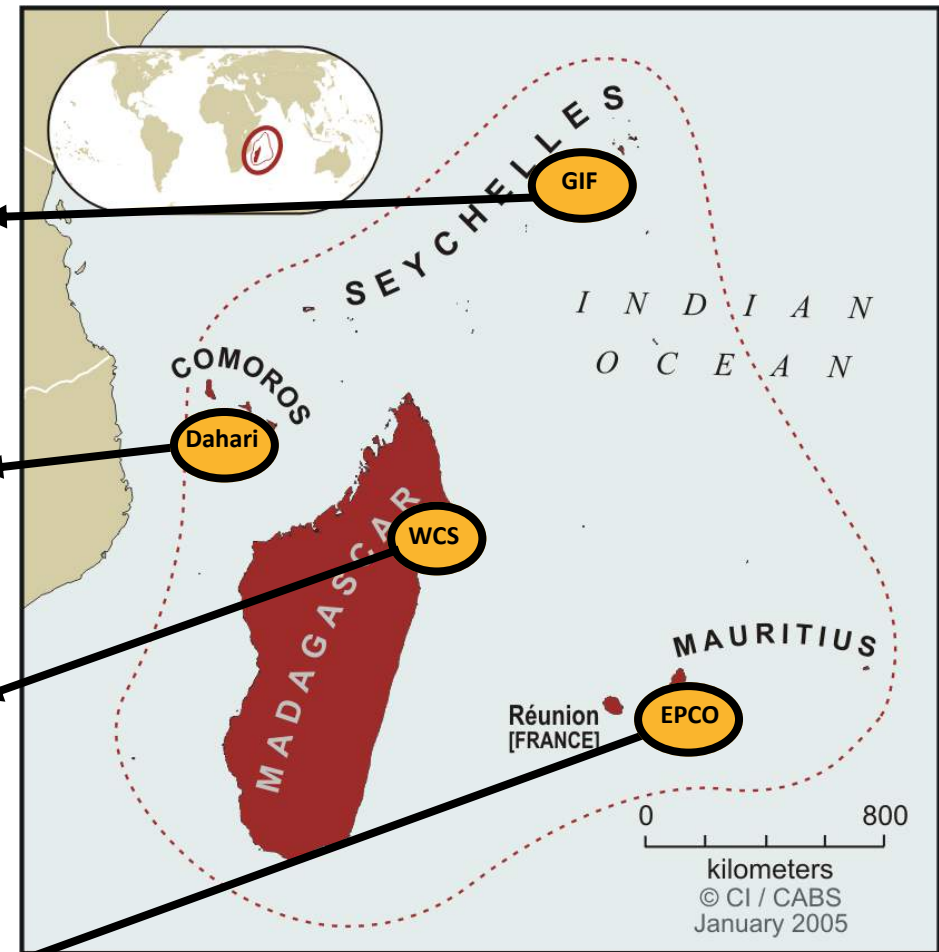 SEYCHELLES
GIF
INDIAN
OCEAN
COMOROS
Dahari
MADAGASCAR
WCS
MAURITIUS
Réunion
[FRANCE]
EPCO
0 800
kilometers
© CI / CABS
January 2005